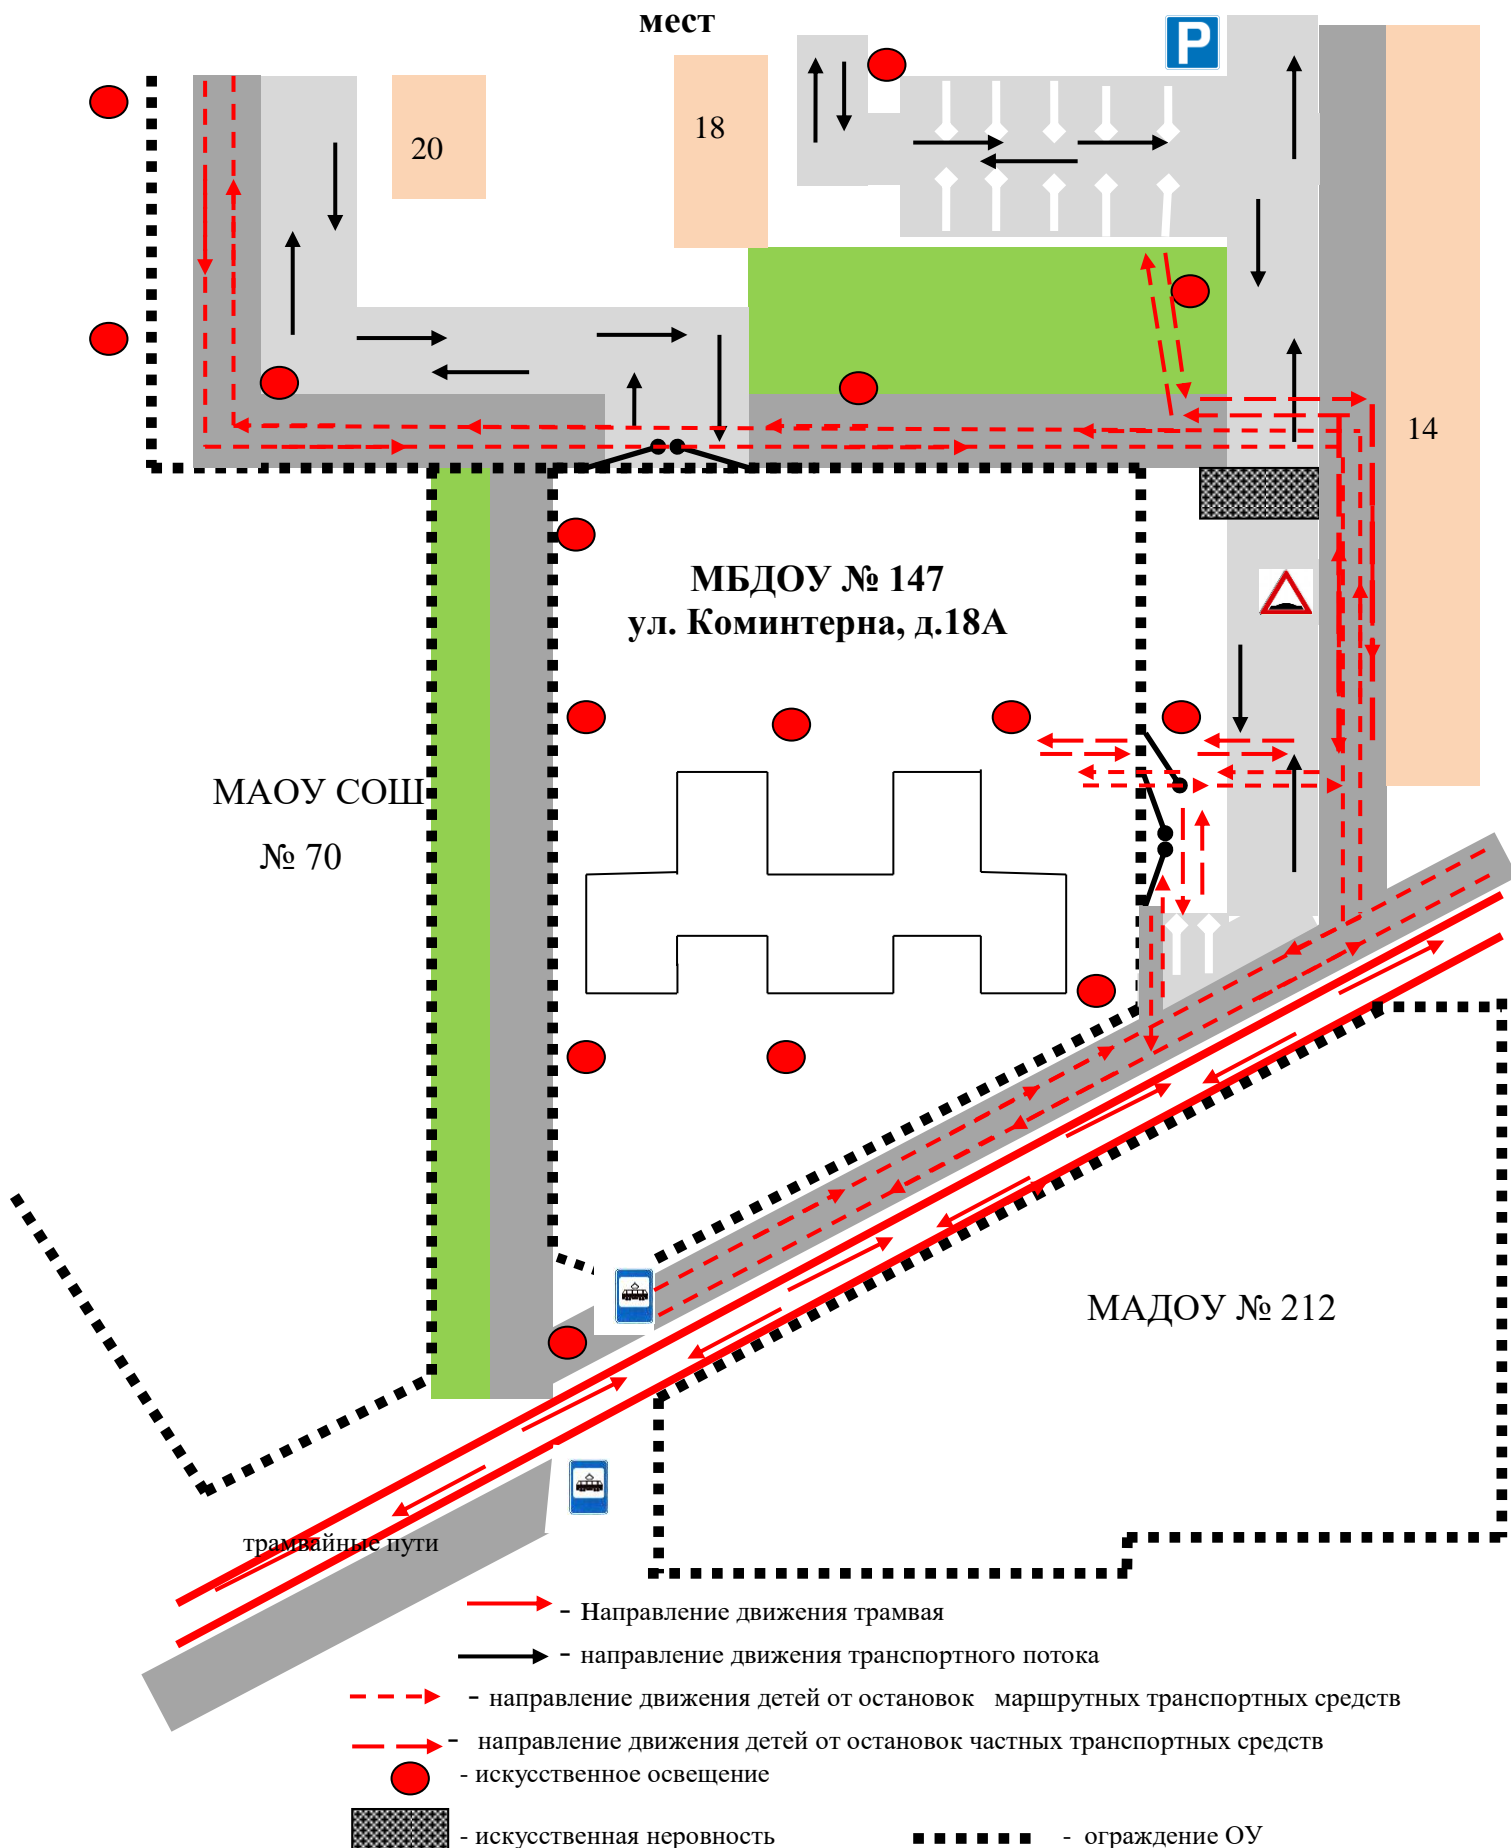 мест
P
20
18
14
МБДОУ № 147
ул. Коминтерна, д.18А
МАОУ СОШ
№ 70
МАДОУ № 212
трамвайные пути
- Направление движения трамвая
- направление движения транспортного потока
- направление движения детей от остановок маршрутных транспортных средств
- направление движения детей от остановок частных транспортных средств
- искусственное освещение
- искусственная неровность
- ограждение ОУ